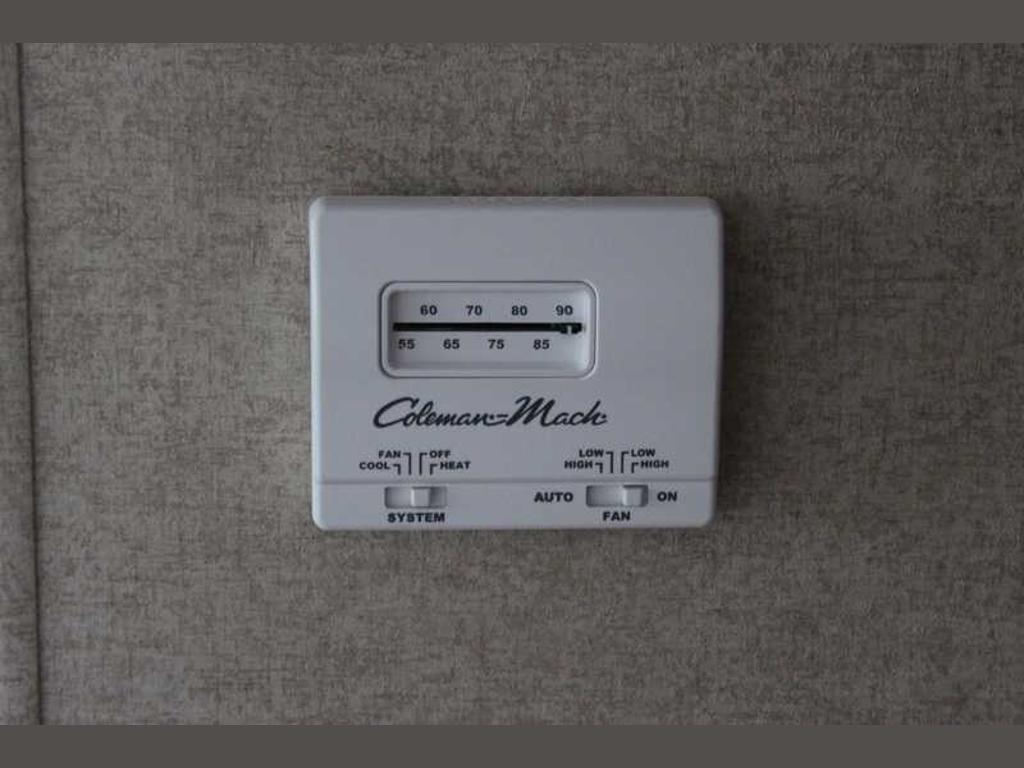 60 70 80 90
55 65 75 85
Coleman-Mach
FAN OFF
COOL HEAT
LOW LOW
HIGH HIGH
AUTO ON
SYSTEM
FAN